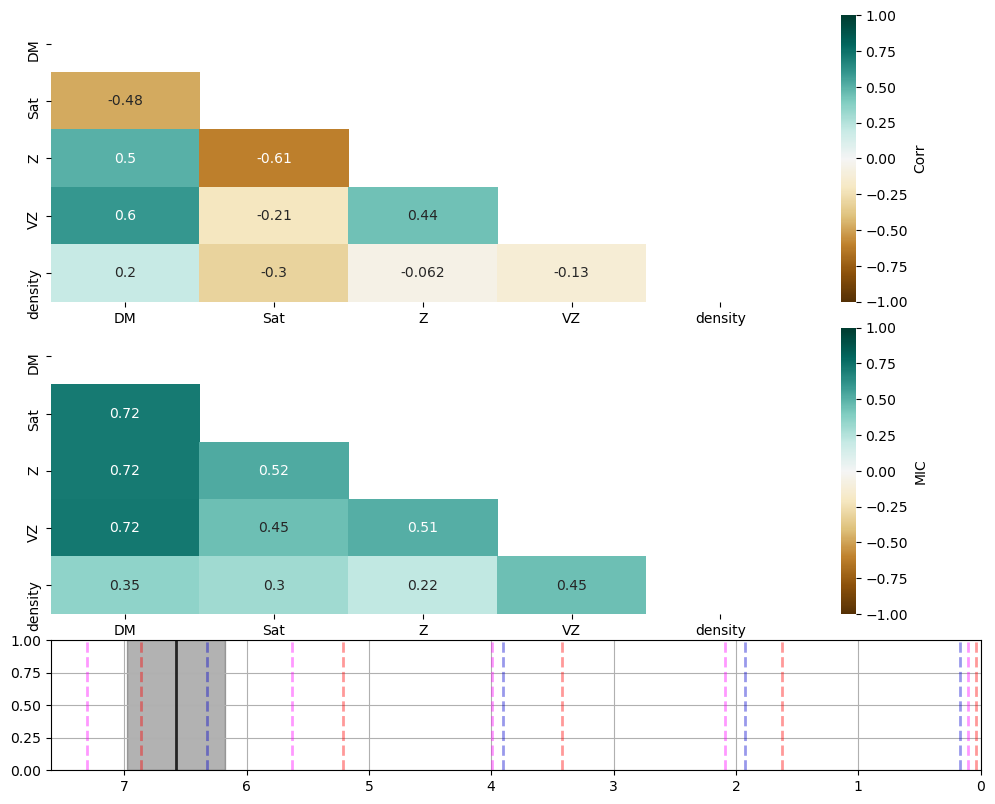 DM
Sat
-0.48
Z
0.5
-0.61
VZ
0.6
-0.21
0.44
density
0.2
-0.3
-0.062
-0.13
DM
Sat
Z
VZ
density
1.00
0.75
0.50
0.25
0.00
−0.25
−0.50
−0.75
−1.00
Corr
DM
Sat
0.72
Z
0.72
0.52
VZ
0.72
0.45
0.51
density
0.35
0.3
0.22
0.45
DM
Sat
Z
VZ
density
1.00
0.75
0.50
0.25
0.00
−0.25
−0.50
−0.75
−1.00
MIC
1.00
0.75
0.50
0.25
0.00
7
6
5
4
3
2
1
0